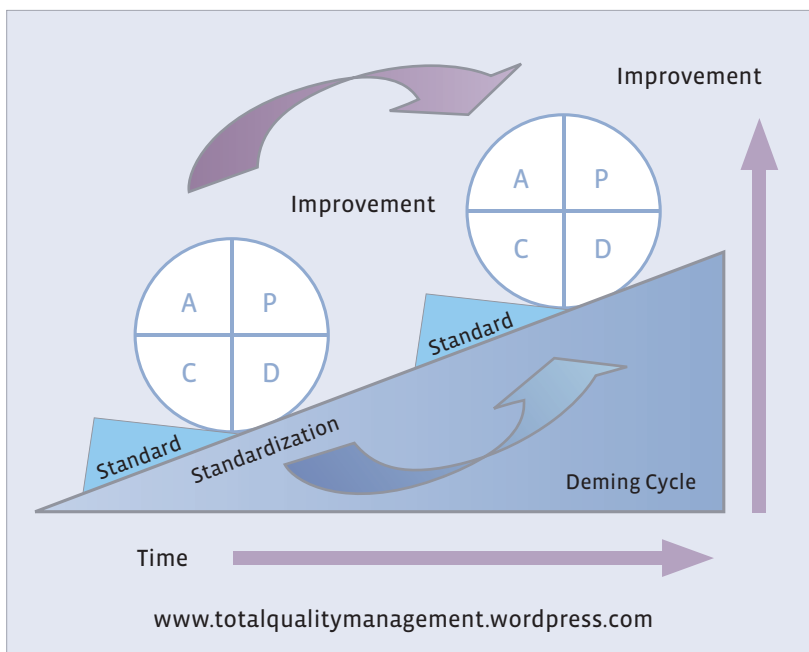 Improvement
Improvement
A P
C D
A P
C D
Standard
Standard
Standardization
Deming Cycle
Time
www.totalqualitymanagement.wordpress.com